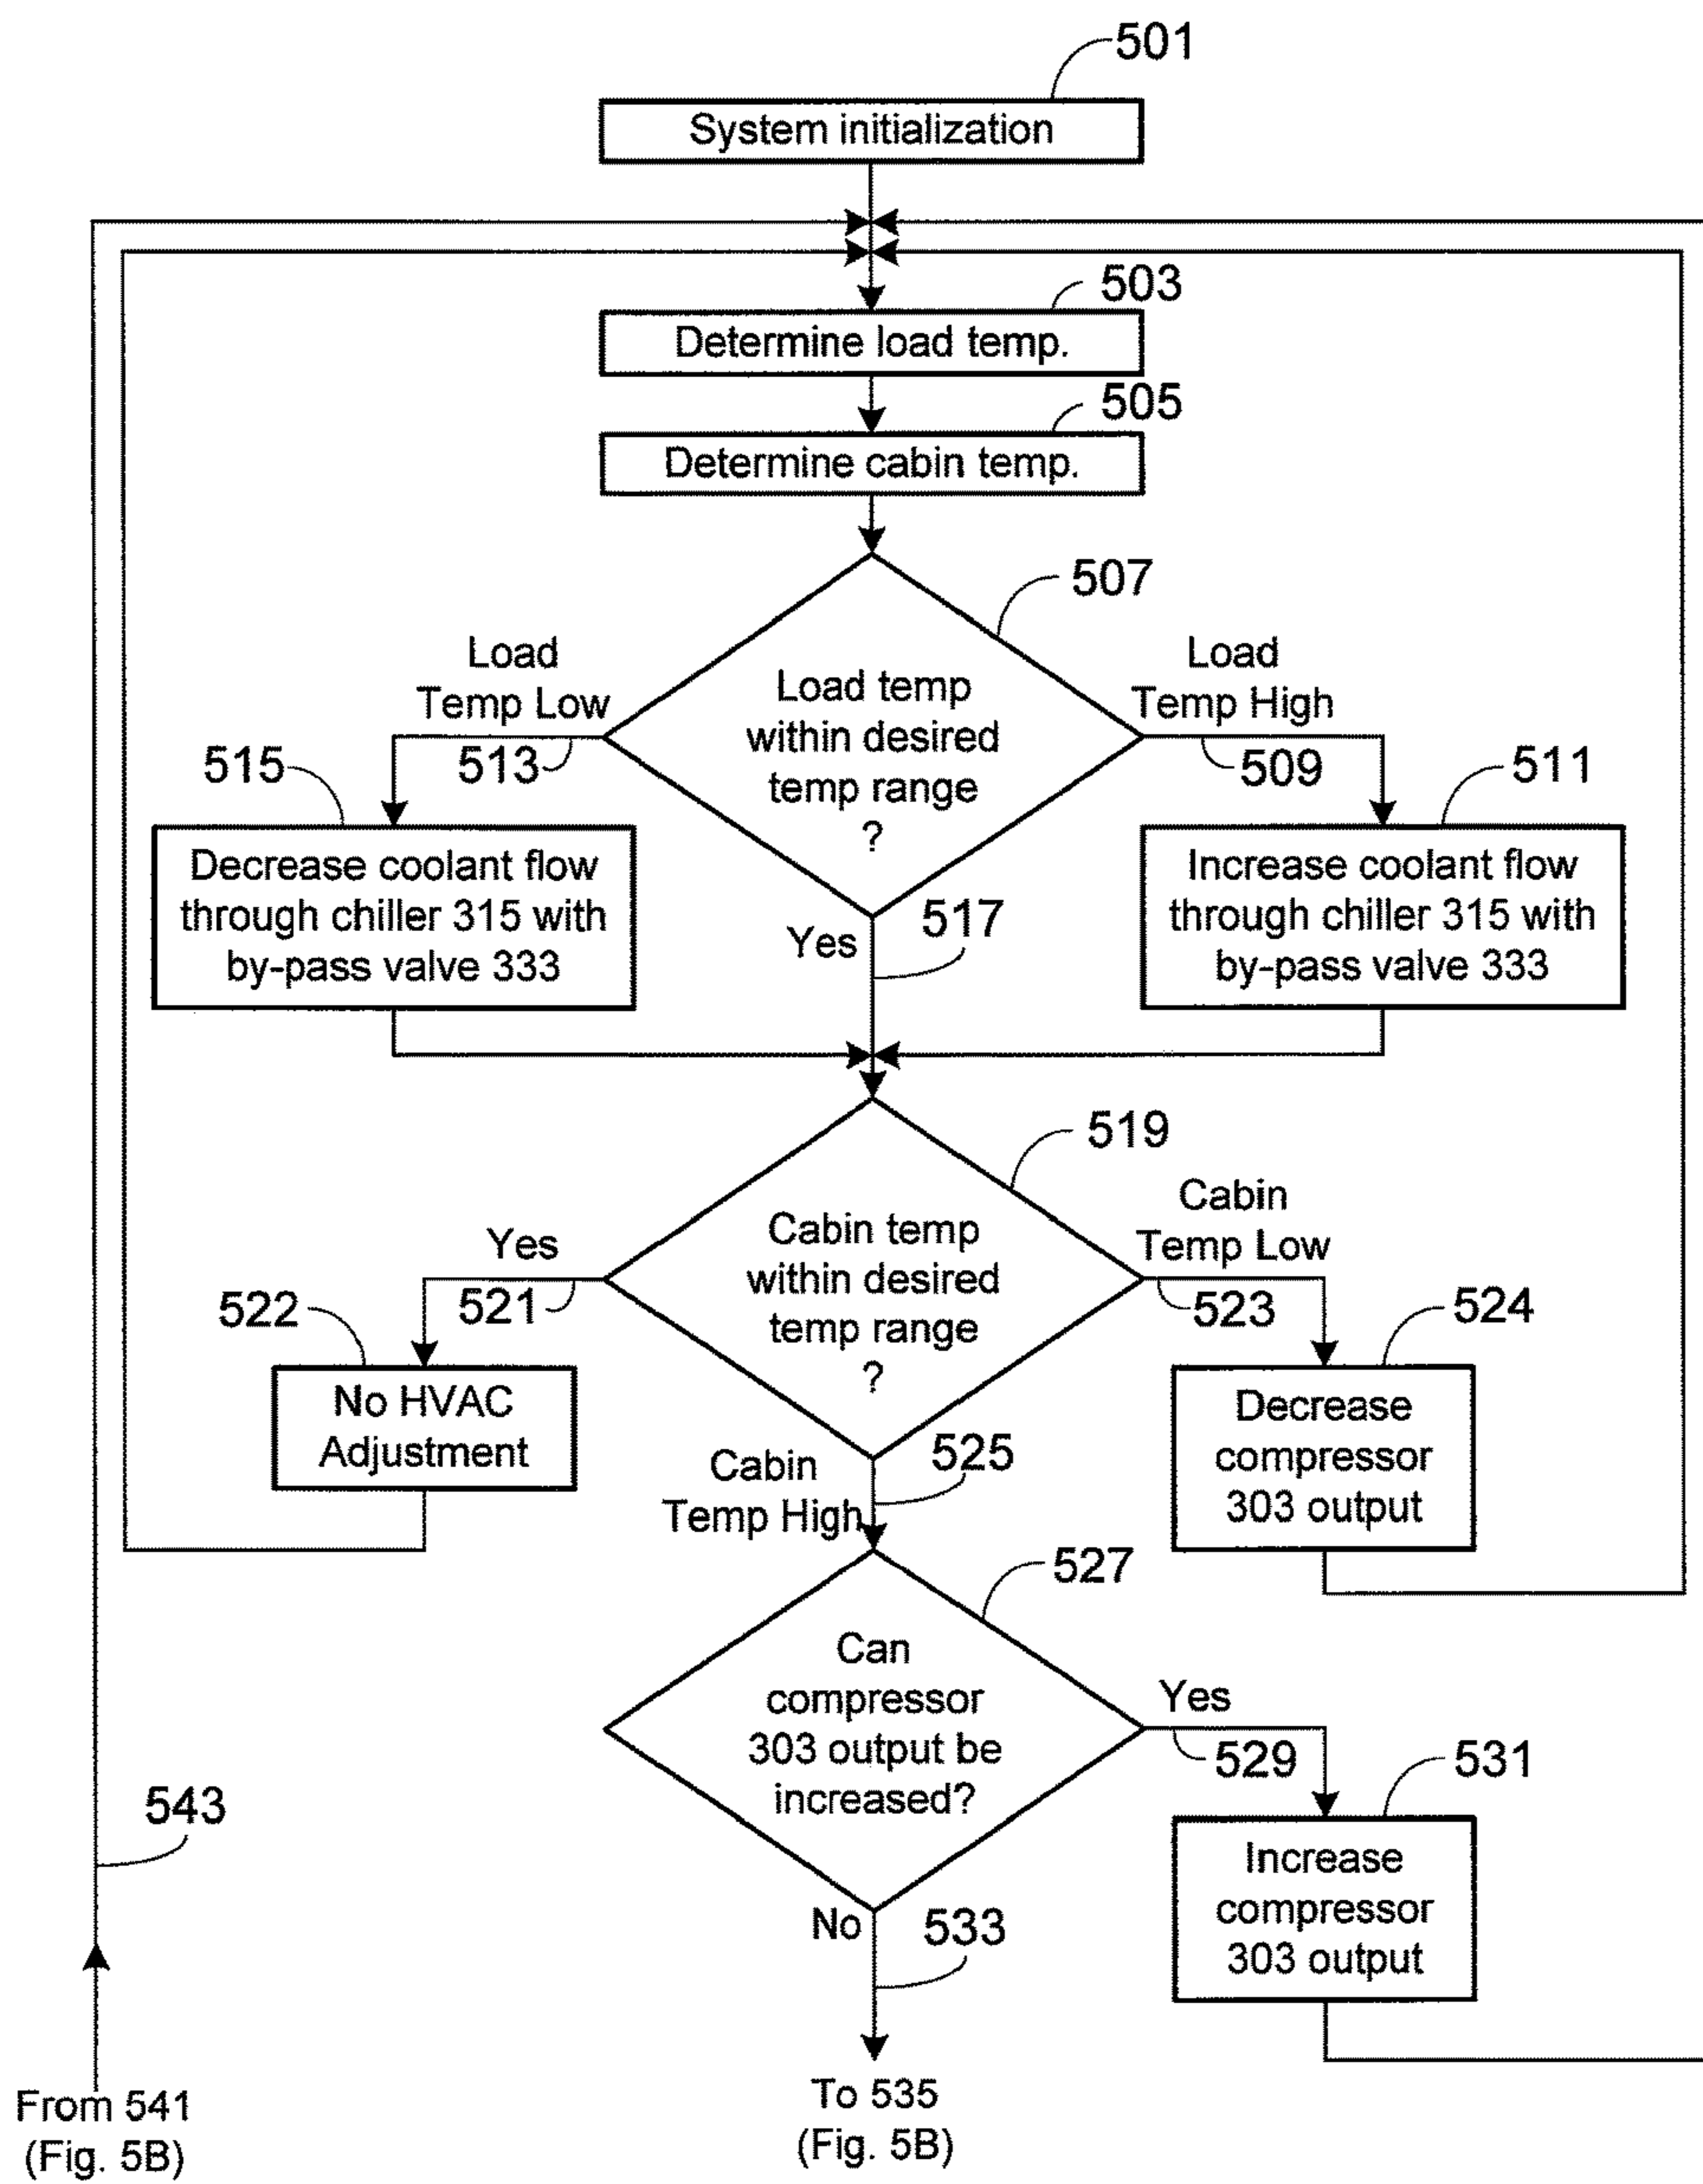 501
System initialization
503
Determine load temp.
505
Determine cabin temp.
507
Load
Temp Low
Load temp
within desired
temp range
?
Load
Temp High
513
509
515
511
Decrease coolant flow
through chiller 315 with
by-pass valve 333
Increase coolant flow
through chiller 315 with
by-pass valve 333
Yes
517
519
Yes
Cabin temp
within desired
temp range
?
Cabin
Temp Low
521
523
522
524
No HVAC
Adjustment
Decrease
compressor
303 output
Cabin
Temp High
525
527
Can
compressor
303 output be
increased?
Yes
529
531
Increase
compressor
303 output
543
No
533
From 541
(Fig. 5B)
To 535
(Fig. 5B)